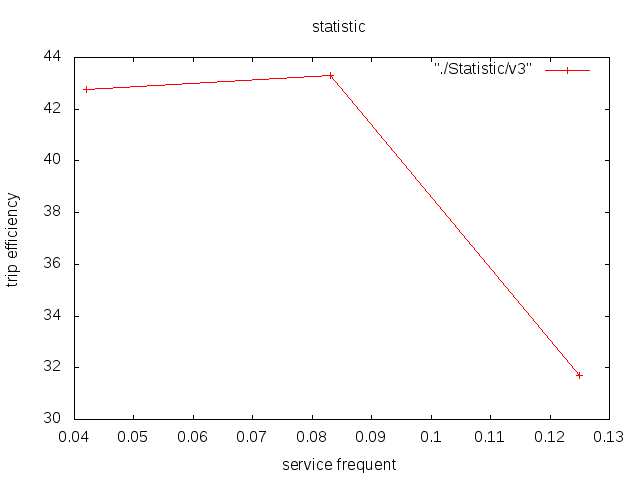 statistic
"./Statistic/v3"
44
42
40
38
36
34
32
30
trip efficiency
0.04 0.05 0.06 0.07 0.08 0.09 0.1 0.11 0.12 0.13
service frequent